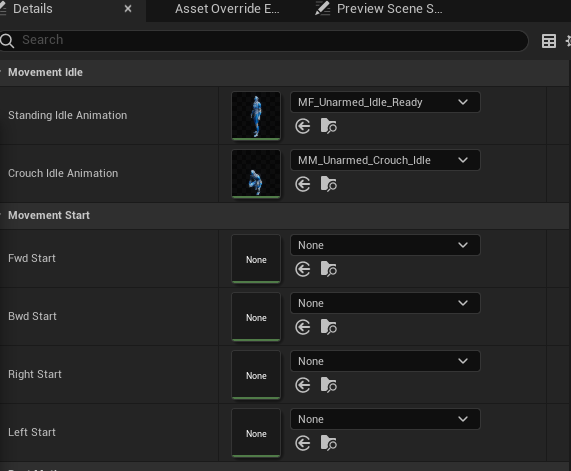 Details
Asset Override E...
Preview Scene S...
Search
Movement Idle
Standing Idle Animation
MF_Unarmed_Idle_Ready
Crouch Idle Animation
MM_Unarmed_Crouch_Idle
Movement Start
Fwd Start
None
None
Bwd Start
None
None
Right Start
None
None
Left Start
None
None